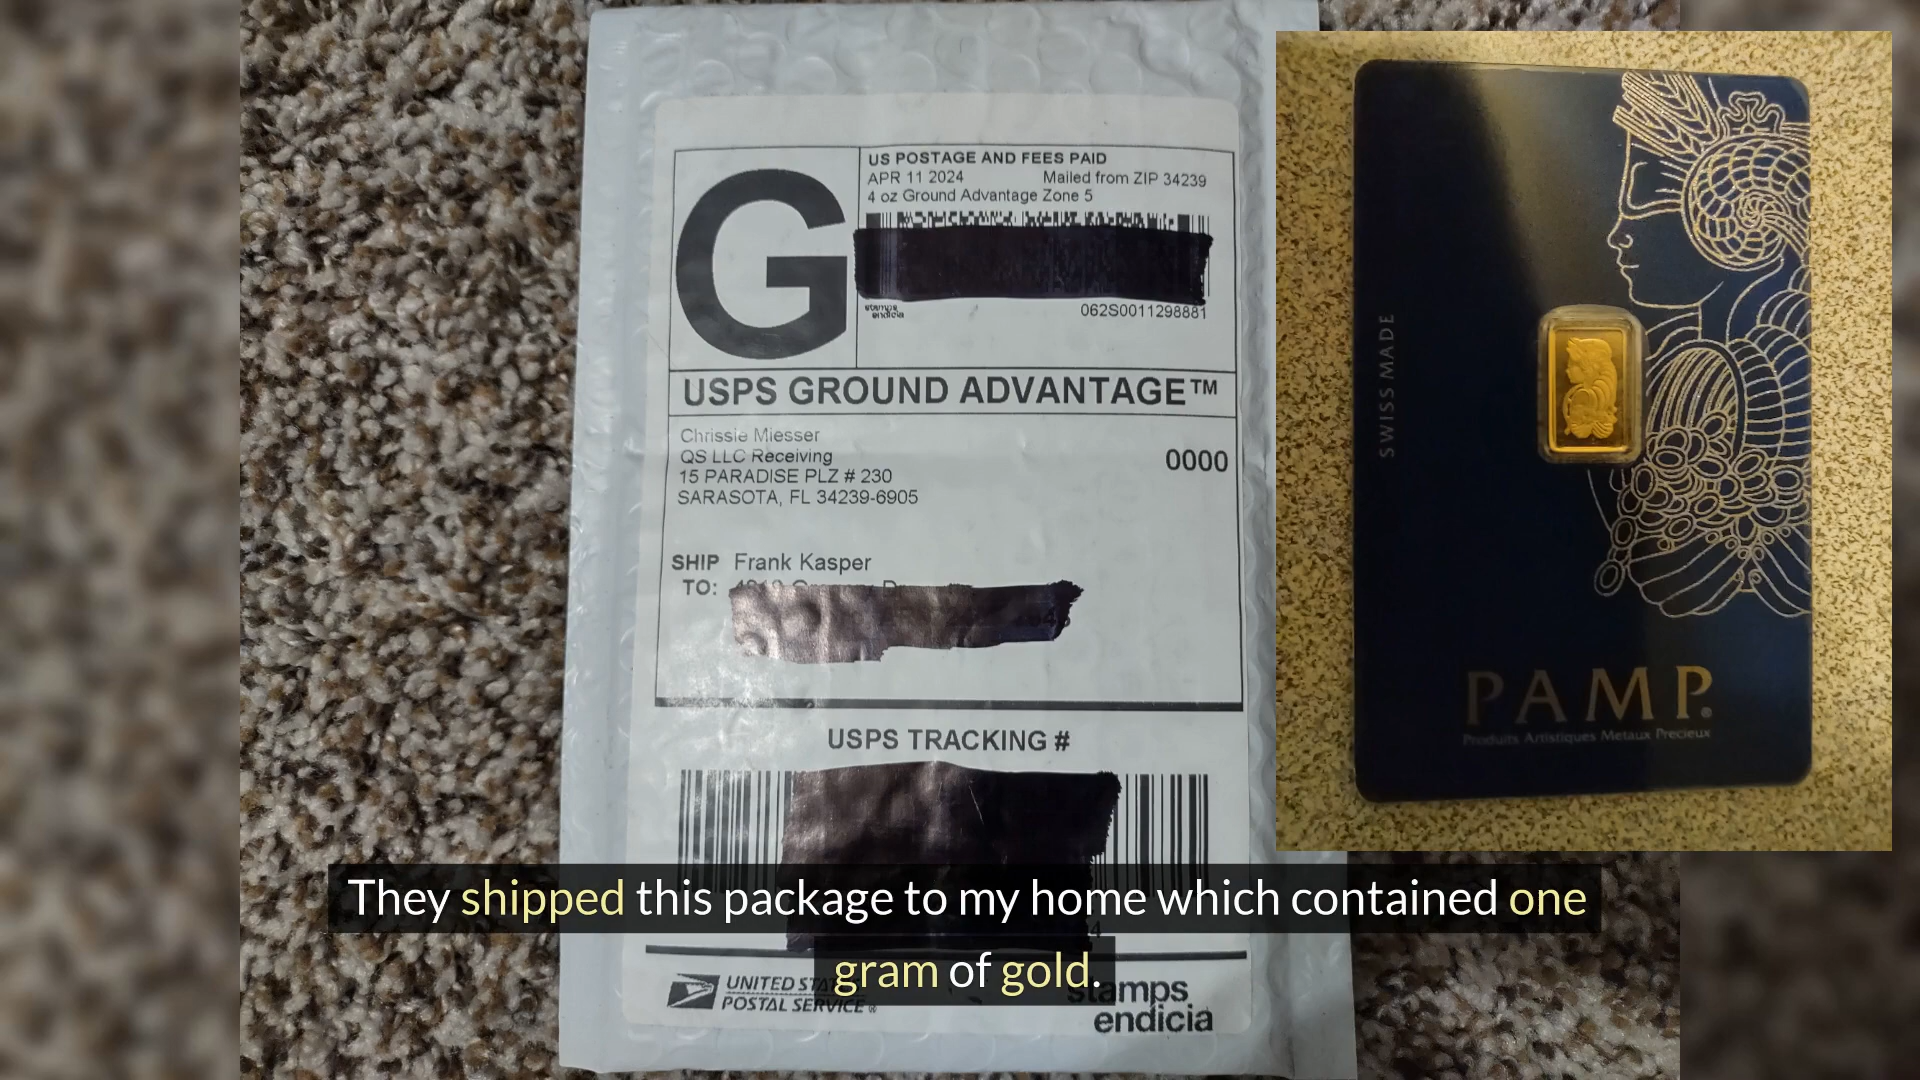 US POSTAGE AND FEES PAID
APR 11 2024 Mailed from ZIP 34239
4 oz Ground Advantage Zone 5
G
stamps
endicia
062S0011298881
USPS GROUND ADVANTAGE™
Chrissie Miesser
QS LLC Receiving
15 PARADISE PLZ # 230
SARASOTA, FL 34239-6905
0000
SHIP TO: Frank Kasper
USPS TRACKING #
UNITED STATES
POSTAL SERVICE®
stamps
endicia
SWISS MADE
PAMP®
Produits Artistiques Metaux Precieux
They shipped this package to my home which contained one
gram of gold.